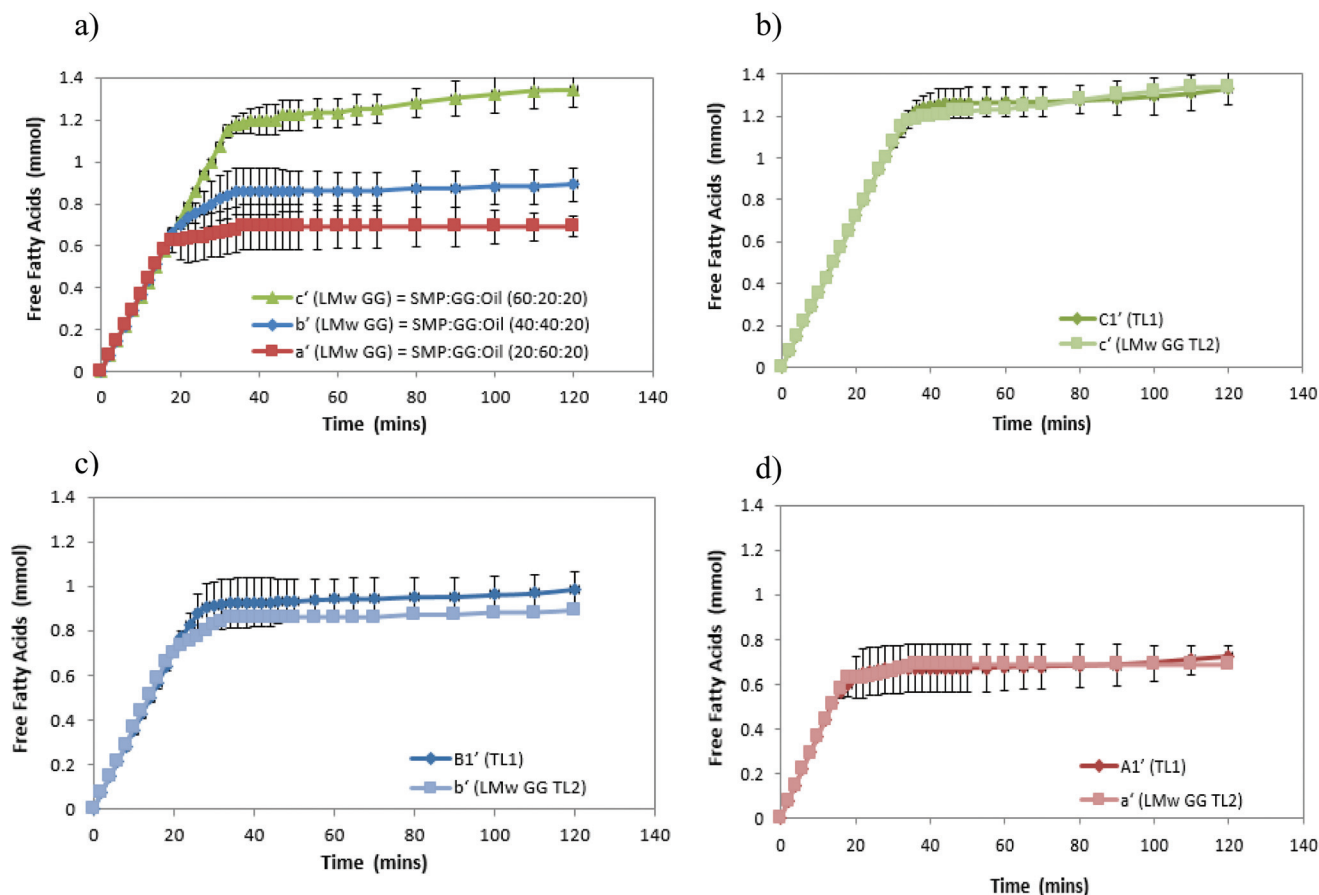 a)
1.4
1.2
1
0.8
0.6
0.4
0.2
0
Free Fatty Acids (mmol)
c‘ (LMw GG) = SMP:GG:Oil (60:20:20)
b’ (LMw GG) = SMP:GG:Oil (40:40:20)
a‘ (LMw GG) = SMP:GG:Oil (20:60:20)
0 20 40 60 80 100 120 140
Time (mins)
b)
1.4
1.2
1
0.8
0.6
0.4
0.2
0
Free Fatty Acids (mmol)
C1’ (TL1)
c‘ (LMw GG TL2)
0 20 40 60 80 100 120 140
Time (mins)
c)
1.4
1.2
1
0.8
0.6
0.4
0.2
0
Free Fatty Acids (mmol)
B1’ (TL1)
b‘ (LMw GG TL2)
0 20 40 60 80 100 120 140
Time (mins)
d)
1.4
1.2
1
0.8
0.6
0.4
0.2
0
Free Fatty Acids (mmol)
A1’ (TL1)
a‘ (LMw GG TL2)
0 20 40 60 80 100 120 140
Time (mins)